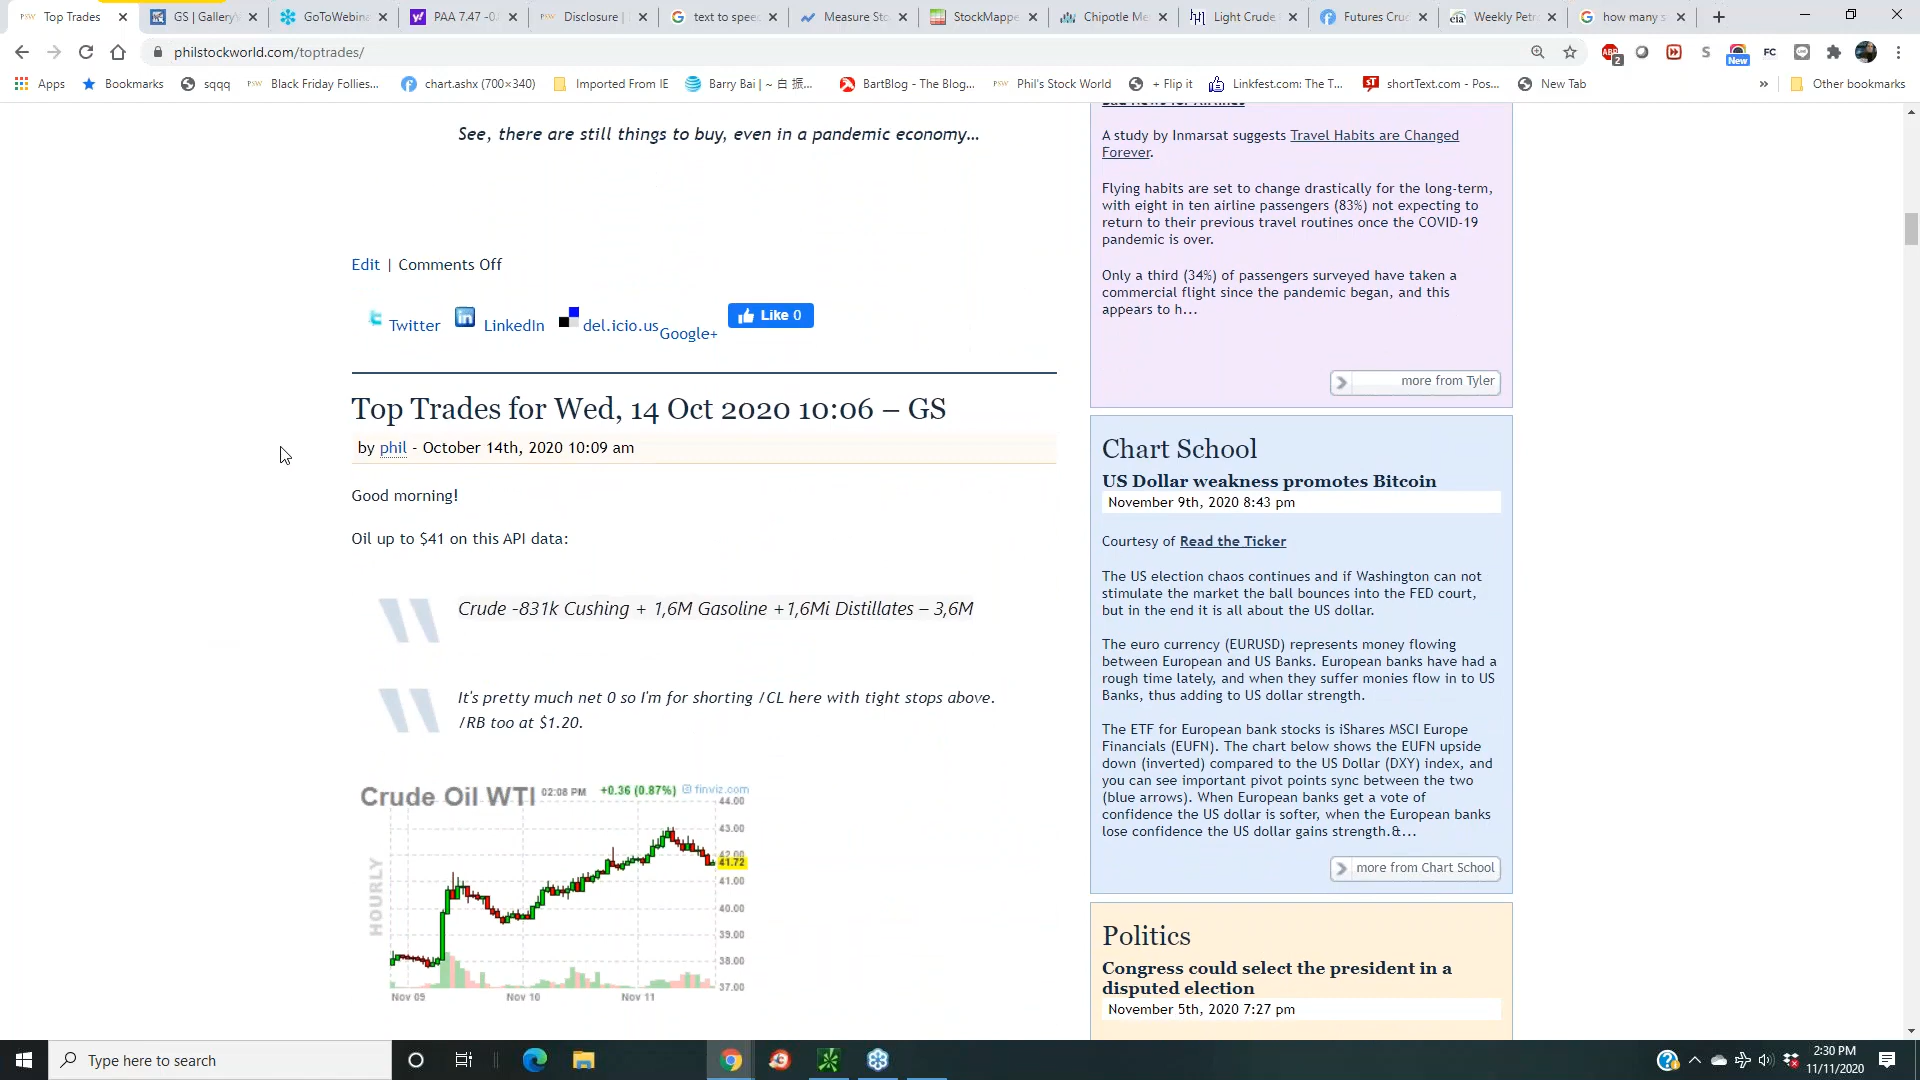 Top Trades
GS | Gallery
GoToWebina
PAA 7.47 -0.
Disclosure |
text to spee
Measure Sto
StockMappe
Chipotle Me
Light Crude
Futures Cru
Weekly Petr
how many s
philstockworld.com/toptrades/
ABP
2
S
New
FC
Apps
Bookmarks
sqqq
Black Friday Follies...
chart.ashx (700×340)
Imported From IE
Barry Bai | ~ 白 振...
BartBlog - The Blog...
Phil's Stock World
+ Flip it
Linkfest.com: The T...
shortText.com - Pos...
New Tab
»
Other bookmarks
See, there are still things to buy, even in a pandemic economy...
Edit | Comments Off
Twitter
LinkedIn
del.icio.us
Google+
Like 0
Top Trades for Wed, 14 Oct 2020 10:06 – GS
by phil - October 14th, 2020 10:09 am
Good morning!
Oil up to $41 on this API data:
Crude -831k Cushing + 1,6M Gasoline +1,6Mi Distillates – 3,6M
It's pretty much net 0 so I'm for shorting /CL here with tight stops above.
/RB too at $1.20.
Crude Oil WTI
02:08 PM
+0.36 (0.87%)
finviz.com
HOURLY
44.00
43.00
42.00
41.72
41.00
40.00
39.00
38.00
37.00
Nov 09
Nov 10
Nov 11
Bad News for Airlines
A study by Inmarsat suggests Travel Habits are Changed
Forever.
Flying habits are set to change drastically for the long-term,
with eight in ten airline passengers (83%) not expecting to
return to their previous travel routines once the COVID-19
pandemic is over.
Only a third (34%) of passengers surveyed have taken a
commercial flight since the pandemic began, and this
appears to h...
more from Tyler
Chart School
US Dollar weakness promotes Bitcoin
November 9th, 2020 8:43 pm
Courtesy of Read the Ticker
The US election chaos continues and if Washington can not
stimulate the market the ball bounces into the FED court,
but in the end it is all about the US dollar.
The euro currency (EURUSD) represents money flowing
between European and US Banks. European banks have had a
rough time lately, and when they suffer monies flow in to US
Banks, thus adding to US dollar strength.
The ETF for European bank stocks is iShares MSCI Europe
Financials (EUFN). The chart below shows the EUFN upside
down (inverted) compared to the US Dollar (DXY) index, and
you can see important pivot points sync between the two
(blue arrows). When European banks get a vote of
confidence the US dollar is softer, when the European banks
lose confidence the US dollar gains strength.&...
more from Chart School
Politics
Congress could select the president in a
disputed election
November 5th, 2020 7:27 pm
Type here to search
2:30 PM
11/11/2020